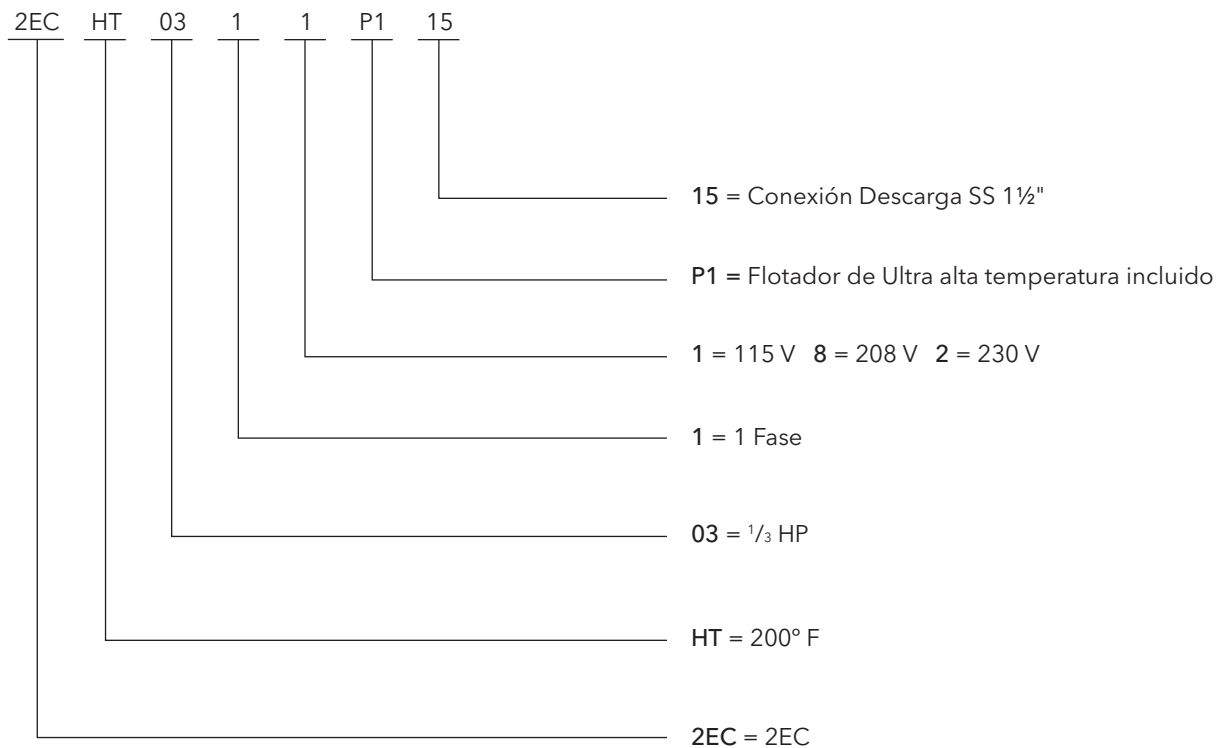 2EC HT 03 1 1 P1 15
15 = Conexión Descarga SS 1½"
P1 = Flotador de Ultra alta temperatura incluido
1 = 115 V 8 = 208 V 2 = 230 V
1 = 1 Fase
03 = ¹/₃ HP
HT = 200º F
2EC = 2EC